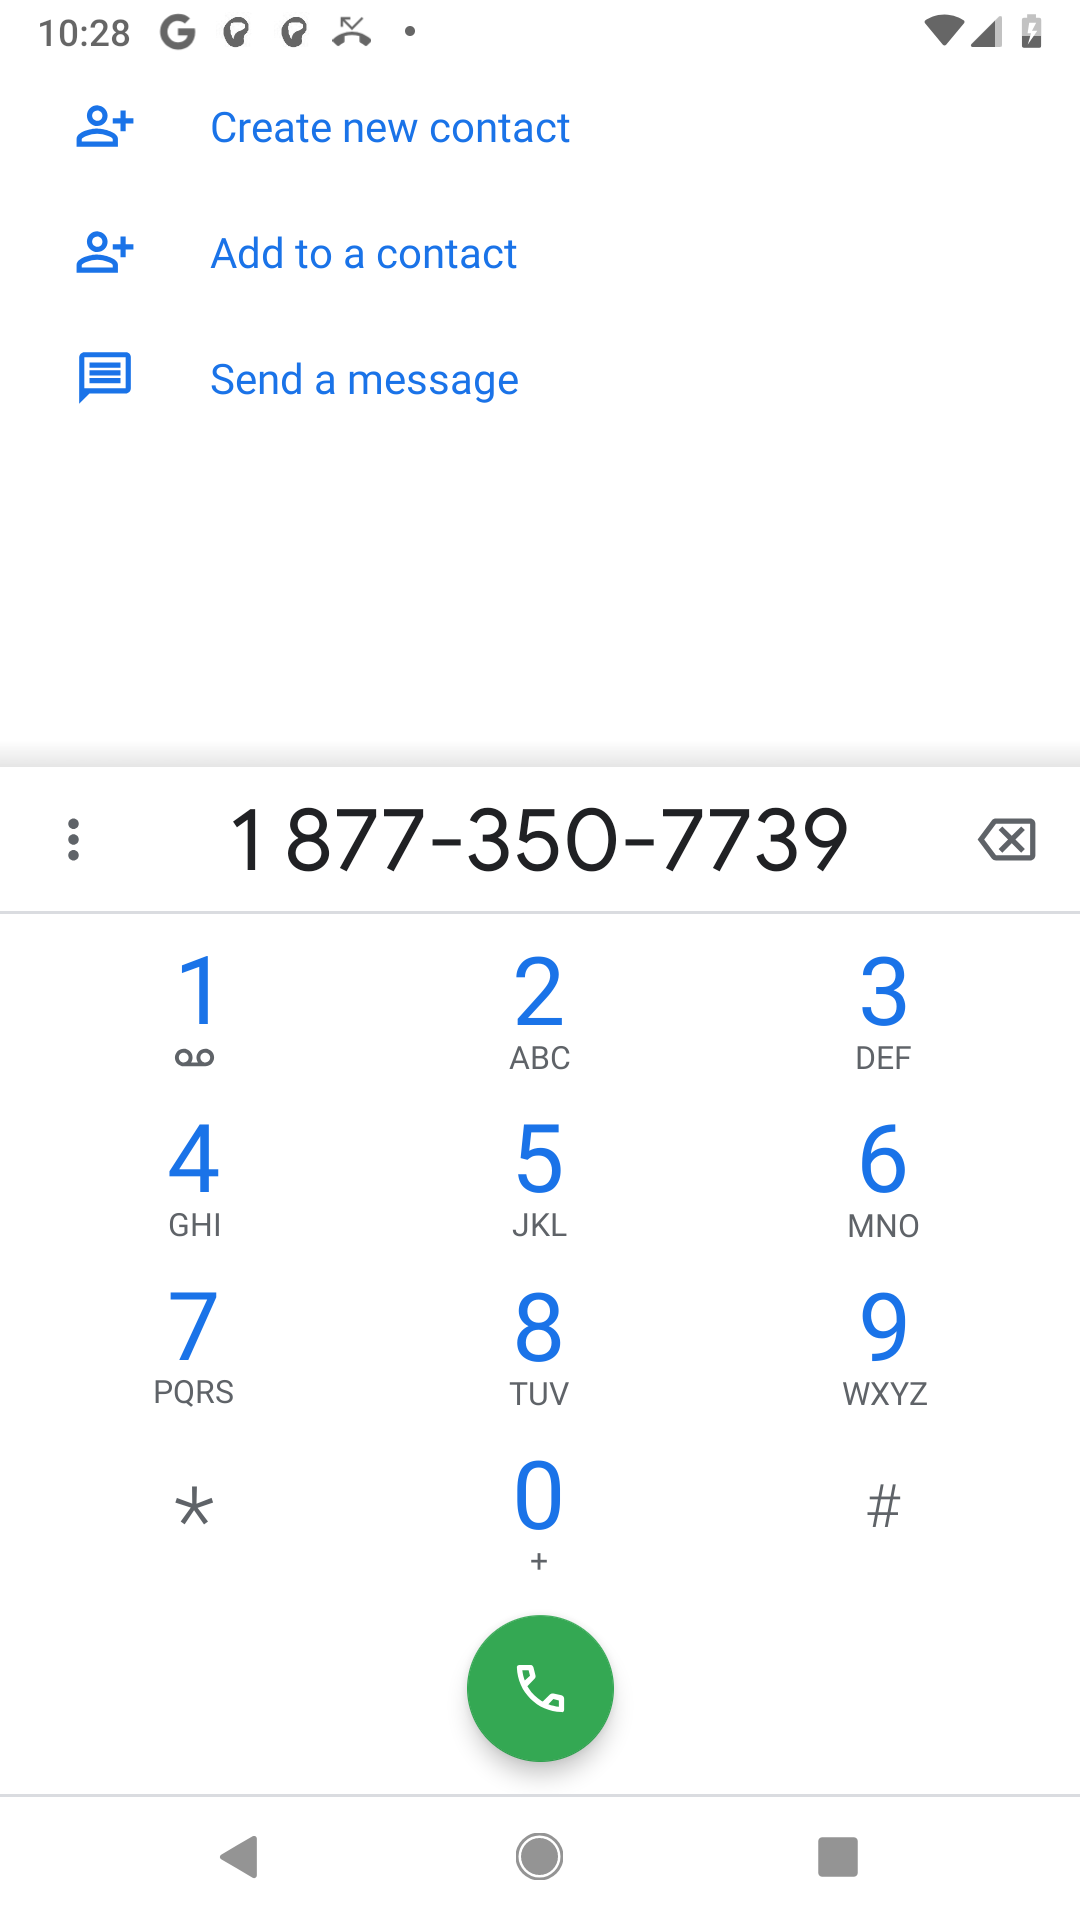 10:28
Create new contact
Add to a contact
Send a message
1 877-350-7739
1 2 3
ABC DEF
4 5 6
GHI JKL MNO
7 8 9
PQRS TUV WXYZ
* 0 #
+